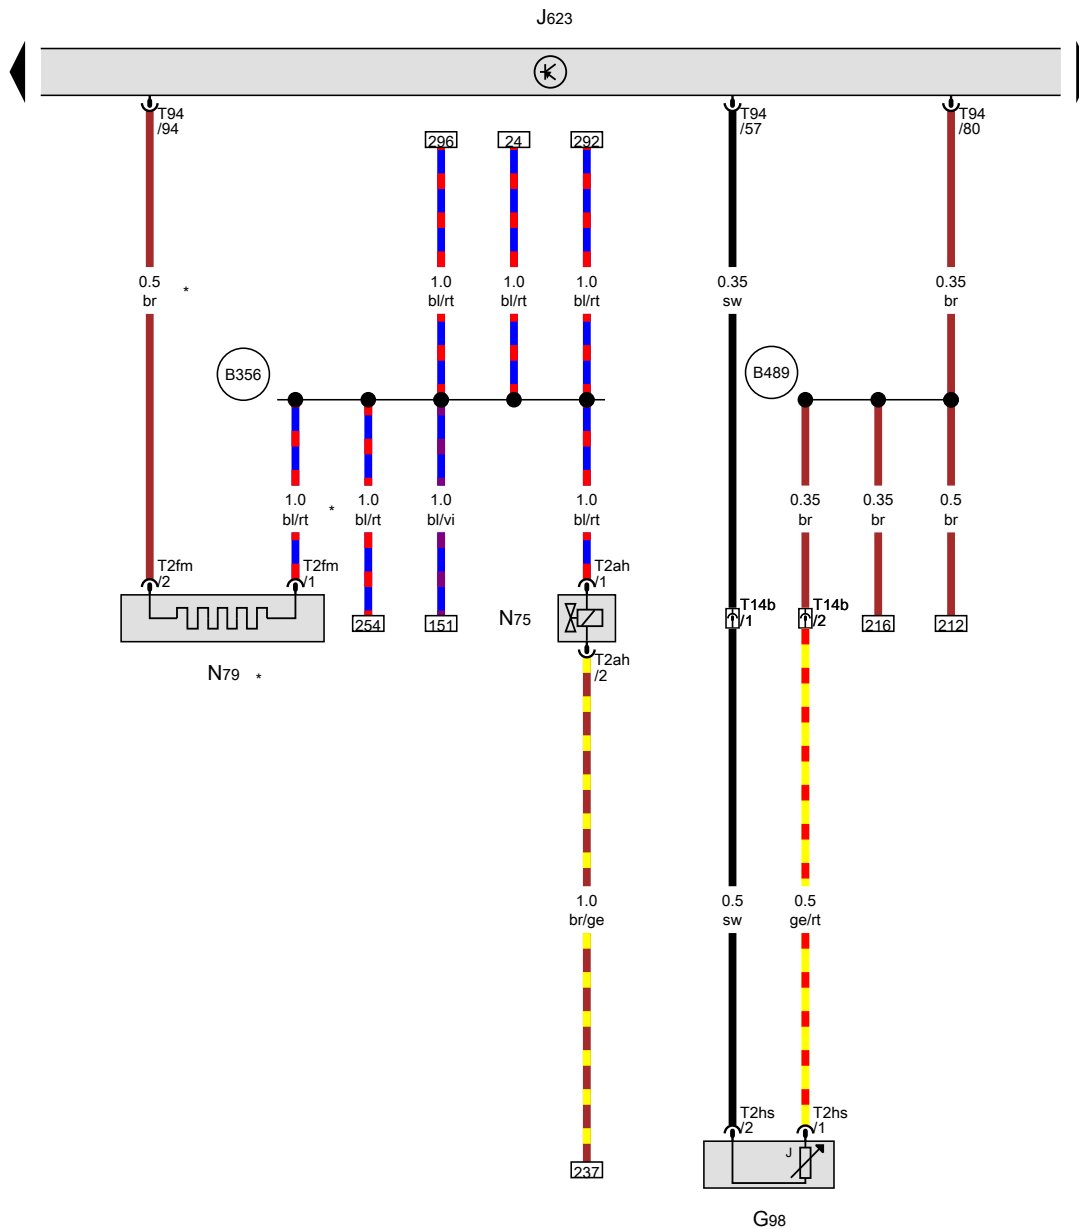 J623
T94
/94
T94
/57
T94
/80
296
24
292
0.5
br
*
1.0
bl/rt
1.0
bl/rt
1.0
bl/rt
0.35
sw
0.35
br
B356
B489
1.0
bl/rt
*
1.0
bl/rt
1.0
bl/vi
1.0
bl/rt
0.35
br
0.35
br
0.5
br
T2fm
/2
T2fm
/1
T2ah
/1
T14b
/1
T14b
/2
254
151
N75
216
212
N79 *
T2ah
/2
1.0
br/ge
0.5
sw
0.5
ge/rt
T2hs
/2
T2hs
/1
J
237
G98